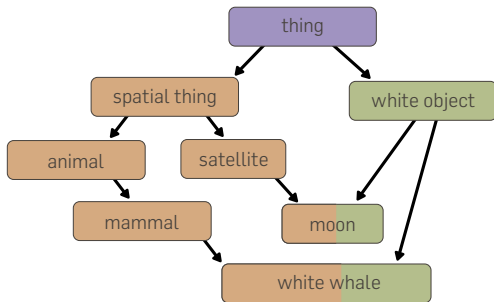 thing
spatial thing
white object
animal
satellite
mammal
moon
white whale